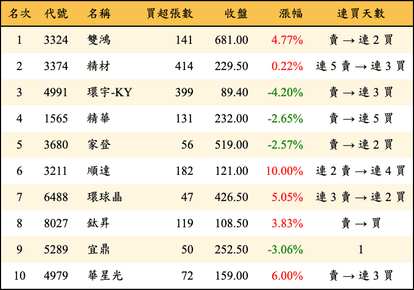 名次 代號 名稱 買超張數 收盤 漲幅 連買天數
1 3324 雙鴻 141 681.00 4.77% 賣 → 連 2 買
2 3374 精材 414 229.50 0.22% 連 5 賣 → 連 3 買
3 4991 環宇-KY 399 89.40 -4.20% 賣 → 連 3 買
4 1565 精華 131 232.00 -2.65% 賣 → 連 5 買
5 3680 家登 56 519.00 -2.57% 賣 → 連 2 買
6 3211 順達 182 121.00 10.00% 連 2 賣 → 連 4 買
7 6488 環球晶 47 426.50 5.05% 連 3 賣 → 連 2 買
8 8027 鈦昇 119 108.50 3.83% 賣 → 買
9 5289 宜鼎 50 252.50 -3.06% 1
10 4979 華星光 72 159.00 6.00% 賣 → 連 3 買